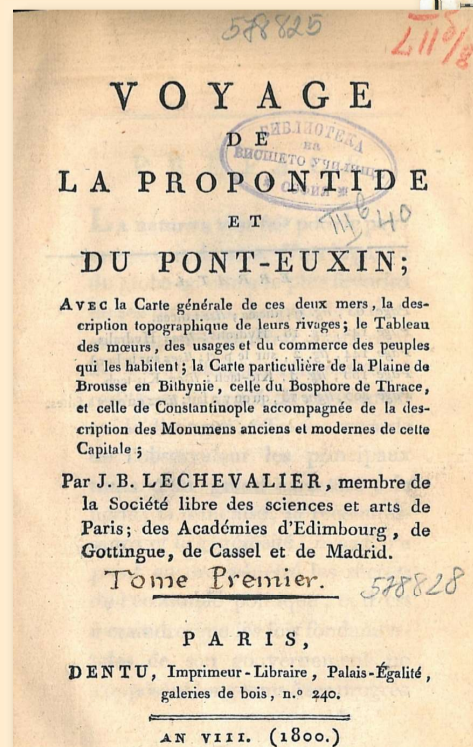 578825
VOYAGE
DE
LA PROPONTIDE
ET
DU PONT-EUXIN;
БИБЛИОТЕКА
на
ВИСШЕТО УЧИЛИЩЕ
СОФИЯ
AVEC la Carte générale de ces deux mers, la des-
cription topographique de leurs rivages; le Tableau
des mœurs, des usages et du commerce des peuples
qui les habitent; la Carte particulière de la Plaine de
Brousse en Bithynie, celle du Bosphore de Thrace,
et celle de Constantinople accompagnée de la des-
cription des Monumens anciens et modernes de cette
Capitale;
Par J. B. LECHEVALIER, membre de
la Société libre des sciences et arts de
Paris; des Académies d'Edimbourg, de
Gottingue, de Cassel et de Madrid.
Tome Premier.
578828
PARIS,
DENTU, Imprimeur-Libraire, Palais-Égalité,
galeries de bois, n.º 240.
AN VIII. (1800.)